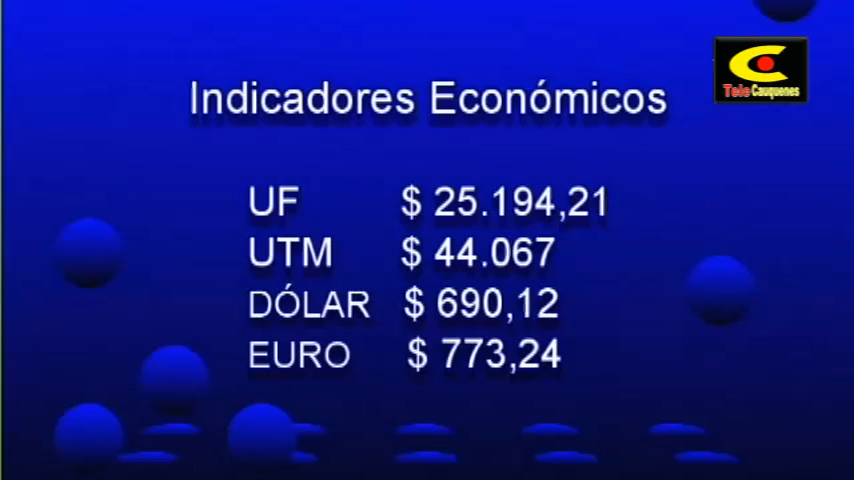 Indicadores Económicos
TeleCauquenes
UF $ 25.194,21
UTM $ 44.067
DÓLAR $ 690,12
EURO $ 773,24